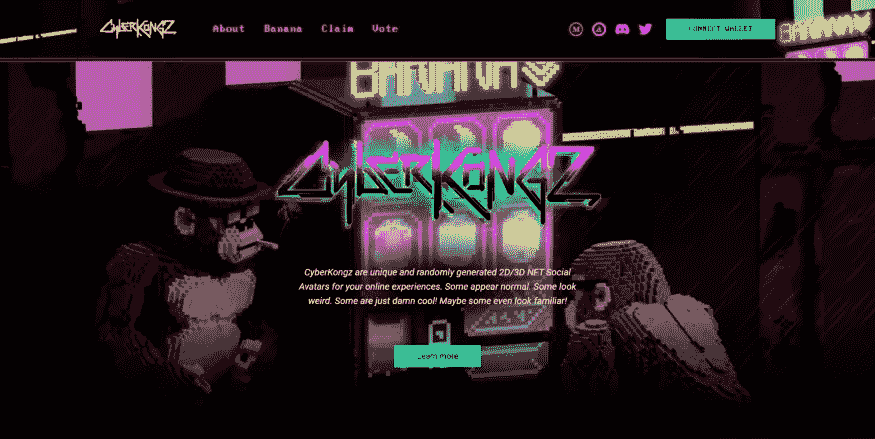 CYBERKONGZ
About Banana Claim Vote
CONNECT WALLET
BANANA
CYBERKONGZ
CyberKongz are unique and randomly generated 2D/3D NFT Social
Avatars for your online experiences. Some appear normal. Some look
weird. Some are just damn cool! Maybe some even look familiar!
Learn more